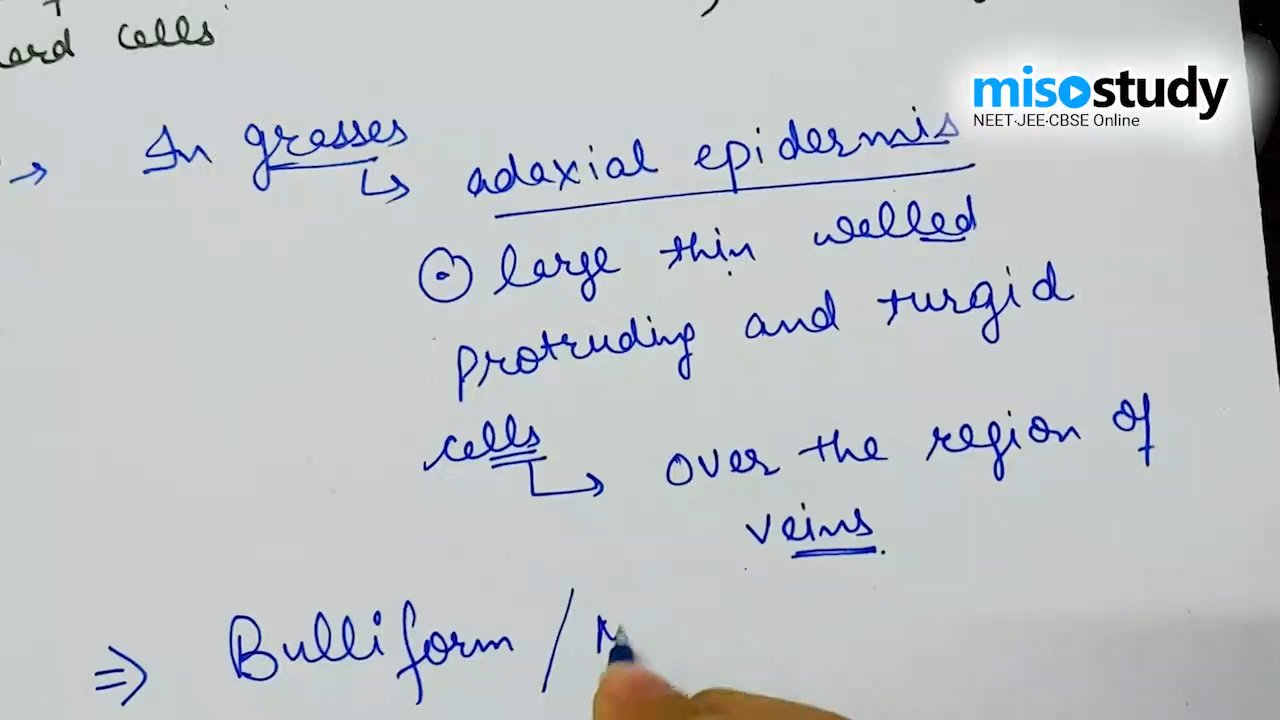 cells
misostudy
NEET-JEE-CBSE Online
→ In grasses
↳ adaxial epidermis
⊙ large thin walled
protruding and turgid
cells
↳ over the region of
veins.
⇒ Bulliform /